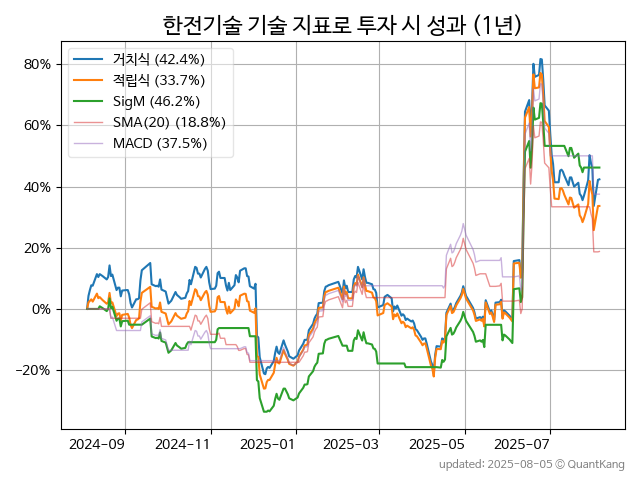 한전기술 기술 지표로 투자 시 성과 (1년)
거치식 (42.4%)
적립식 (33.7%)
SigM (46.2%)
SMA(20) (18.8%)
MACD (37.5%)
80%
60%
40%
20%
0%
−20%
2024−09
2024−11
2025−01
2025−03
2025−05
2025−07
updated: 2025-08-05 © QuantKang